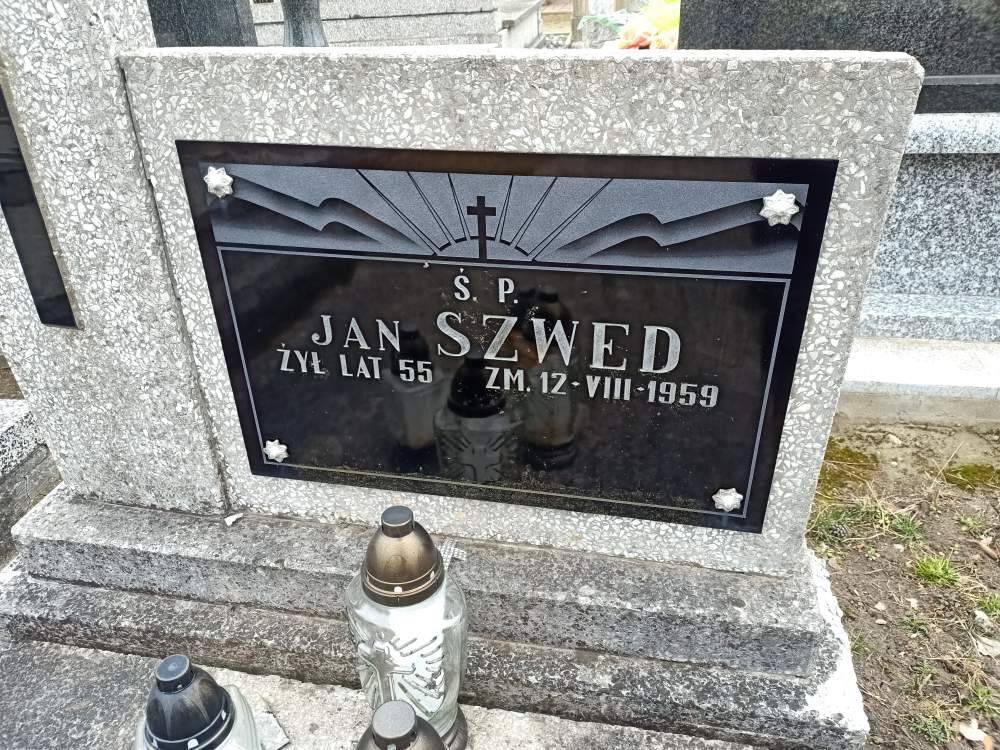 Ś. P.
JAN SZWED
ŻYŁ LAT 55 ZM. 12·VIII·1959